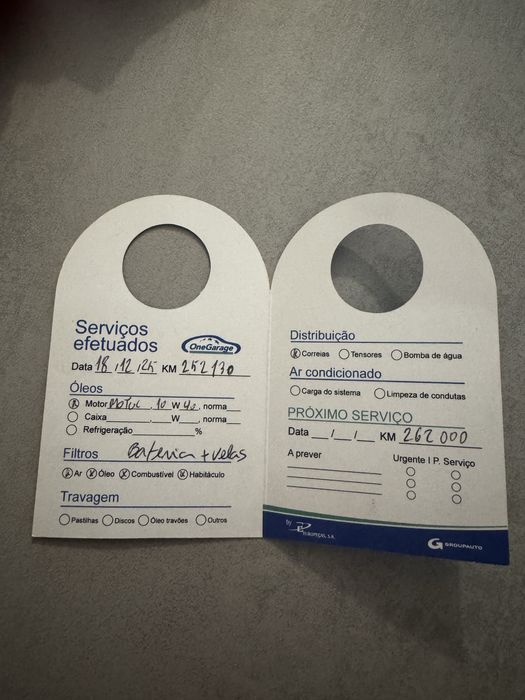 Serviços
efetuados
OneGarage
Data 18 / 12 / 25 KM 252130
Óleos
Motor Motul, 10 W 40, norma
Caixa , W , norma
Refrigeração %
Bateria + velas
Filtros
Ar Óleo Combustível Habitáculo
Travagem
Pastilhas Discos Óleo travões Outros
Distribuição
Correias Tensores Bomba de água
Ar condicionado
Carga do sistema Limpeza de condutas
PRÓXIMO SERVIÇO
Data / / KM 262 000
A prever Urgente I P. Serviço
by
G GROUPAUTO